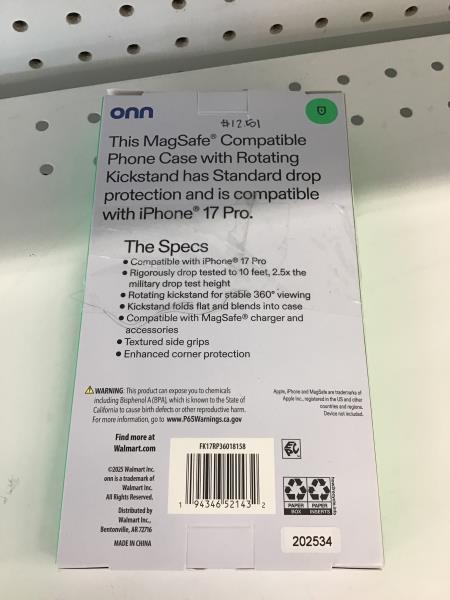 onn
#12.51
This MagSafe® Compatible
Phone Case with Rotating
Kickstand has Standard drop
protection and is compatible
with iPhone® 17 Pro.
The Specs
• Compatible with iPhone® 17 Pro
• Rigorously drop tested to 10 feet, 2.5x the
military drop test height
• Rotating kickstand for stable 360° viewing
• Kickstand folds flat and blends into case
• Compatible with MagSafe® charger and
accessories
• Textured side grips
• Enhanced corner protection
WARNING: This product can expose you to chemicals
including Bisphenol A (BPA), which is known to the State of
California to cause birth defects or other reproductive harm.
For more information, go to www.P65Warnings.ca.gov
Apple, iPhone and MagSafe are trademarks of
Apple Inc., registered in the US and other
countries and regions.
Device not included.
Find more at
Walmart.com
©2025 Walmart Inc.
onn is a trademark of
Walmart Inc.
All Rights Reserved.
Distributed by
Walmart Inc.,
Bentonville, AR 72716
MADE IN CHINA
FK17RP36018158
1 94346 52143 2
PAPER
BOX
PAPER
INSERTS
202534